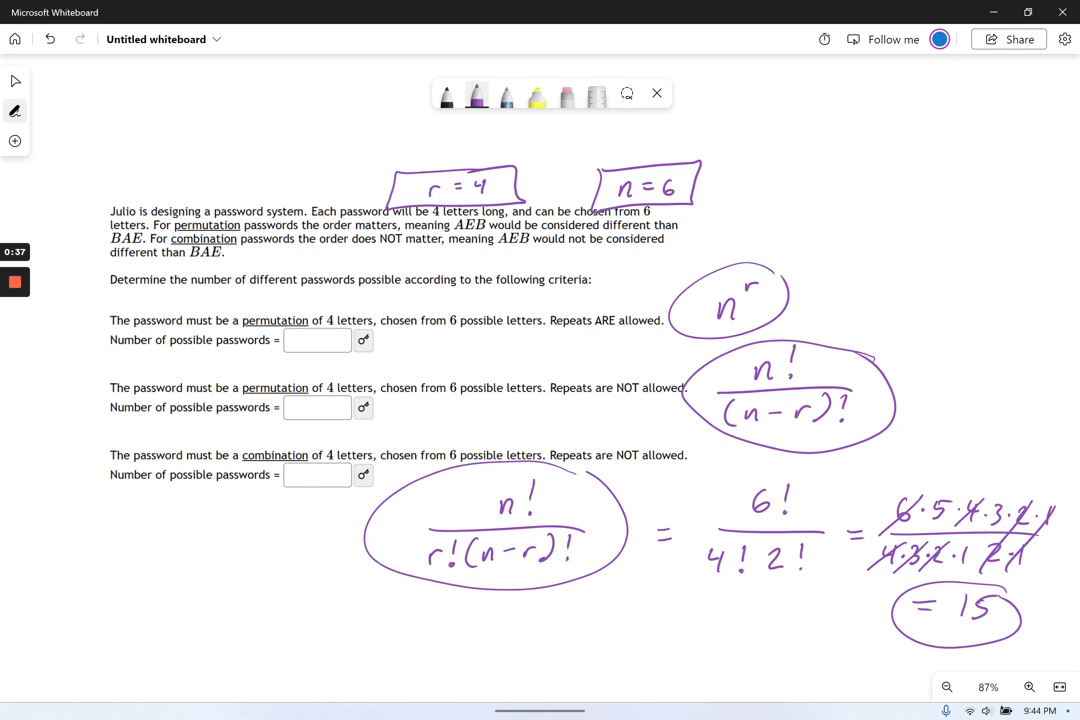 Microsoft Whiteboard
Untitled whiteboard
Follow me
Share
r = 4
n = 6
Julio is designing a password system. Each password will be 4 letters long, and can be chosen from 6
letters. For permutation passwords the order matters, meaning AEB would be considered different than
BAE. For combination passwords the order does NOT matter, meaning AEB would not be considered
different than BAE.
0:37
Determine the number of different passwords possible according to the following criteria:
n^r
The password must be a permutation of 4 letters, chosen from 6 possible letters. Repeats ARE allowed.
Number of possible passwords =
n!
(n-r)!
The password must be a permutation of 4 letters, chosen from 6 possible letters. Repeats are NOT allowed.
Number of possible passwords =
The password must be a combination of 4 letters, chosen from 6 possible letters. Repeats are NOT allowed.
Number of possible passwords =
n! = 6! = 6·5·4·3·2·1
r!(n-r)! 4! 2! 4·3·2·1 2·1
= 15
87%
9:44 PM